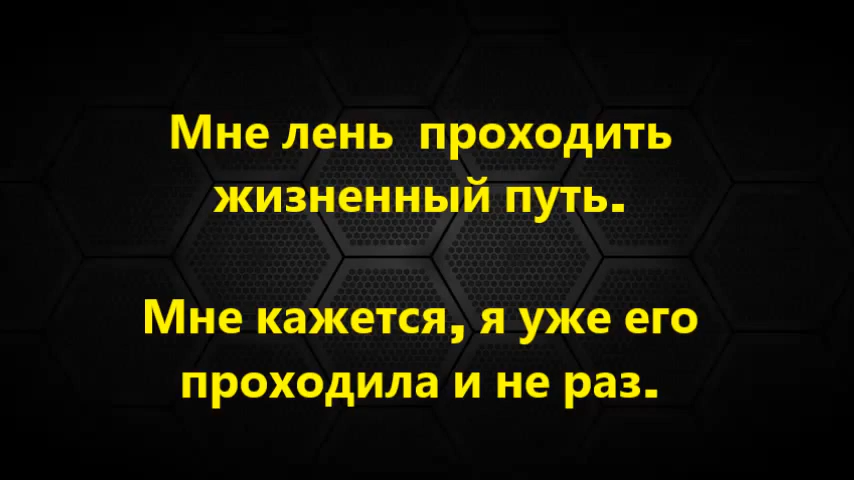 Мне лень  проходить
жизненный путь.
Мне кажется, я уже его
проходила и не раз.